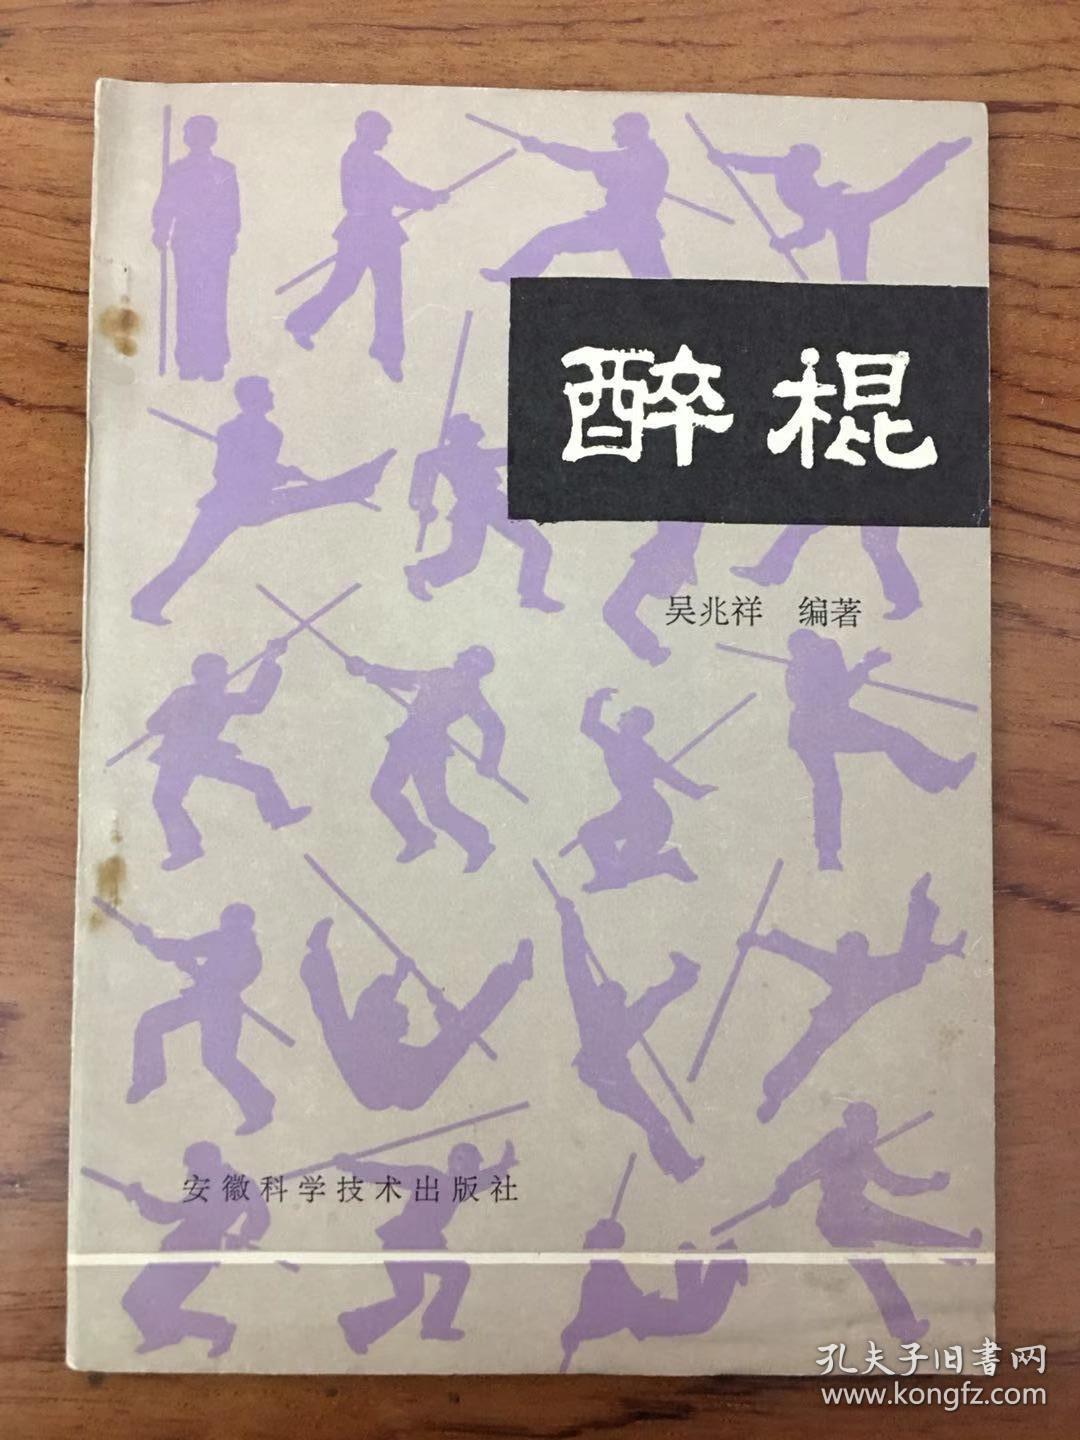 醉棍
吴兆祥 编著
安徽科学技术出版社
孔夫子旧書网
www.kongfz.com